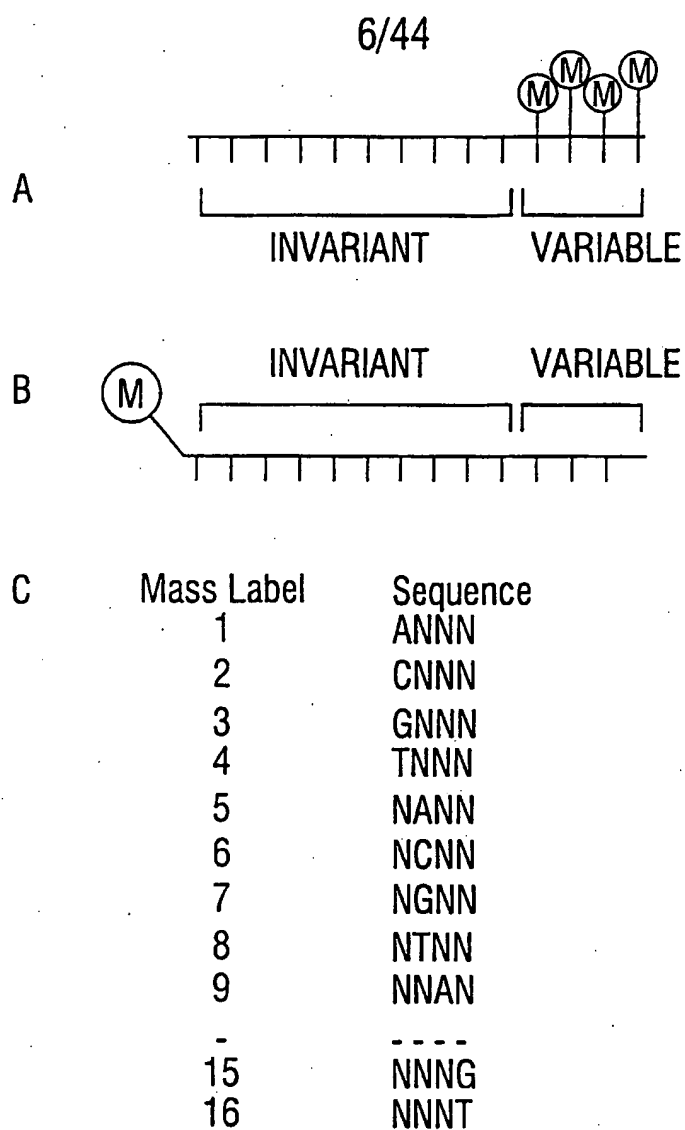 6/44
M M M M
A
INVARIANT VARIABLE
INVARIANT VARIABLE
B M
C Mass Label Sequence
1 ANNN
2 CNNN
3 GNNN
4 TNNN
5 NANN
6 NCNN
7 NGNN
8 NTNN
9 NNAN
- ----
15 NNNG
16 NNNT